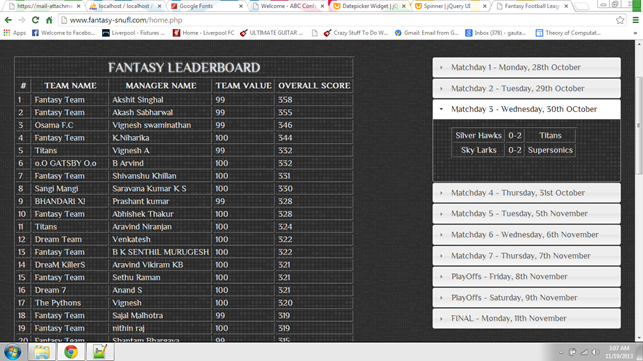 https://mail-attachm
localhost / localhost /
Google Fonts
Welcome - ABC Conf
Datepicker Widget | jQ
Spinner | jQuery UI
Fantasy Football Leag
www.fantasy-snufl.com/home.php
Apps
Welcome to Facebo...
Liverpool - Fixtures ...
Home - Liverpool FC
ULTIMATE GUITAR ...
Crazy Stuff To Do W...
Gmail: Email from G...
Inbox (378) - gauta...
Theory of Computat...
FANTASY LEADERBOARD
# TEAM NAME MANAGER NAME TEAM VALUE OVERALL SCORE
1 Fantasy Team Akshit Singhal 99 358
2 Fantasy Team Akash Sabharwal 99 355
3 Osama F.C Vignesh swaminathan 99 346
4 Fantasy Team K.Niharika 100 344
5 Titans Vignesh A 99 332
6 o.O GATSBY O.o B Arvind 100 332
7 Fantasy Team Shivanshu Khillan 100 331
8 Sangi Mangi Saravana Kumar K S 100 330
9 BHANDARI X! Prashant kumar 99 328
10 Fantasy Team Abhishek Thakur 100 328
11 Titans Aravind Niranjan 100 324
12 Dream Team Venkatesh 100 322
13 Fantasy Team B K SENTHIL MURUGESH 100 322
14 DreaM KillerS Aravind Vikiram KB 100 321
15 Fantasy Team Sethu Raman 100 321
16 Dream 7 Anand S 100 321
17 The Pythons Vignesh 100 320
18 Fantasy Team Sajal Malhotra 99 319
19 Fantasy Team nithin raj 100 319
20 Fantasy Team Shantam Bhargava 99 315
Matchday 1 - Monday, 28th OCtober
Matchday 2 - Tuesday, 29th OCtober
Matchday 3 - Wednesday, 30th OCtober
Silver Hawks 0-2 Titans
Sky Larks 0-2 Supersonics
Matchday 4 - Thursday, 31st OCtober
Matchday 5 - Tuesday, 5th November
Matchday 6 - Wednesday, 6th November
Matchday 7 - Thursday, 7th November
PlayOffs - Friday, 8th November
PlayOffs - Saturday, 9th November
FINAL - Monday, 11th November
3:07 AM